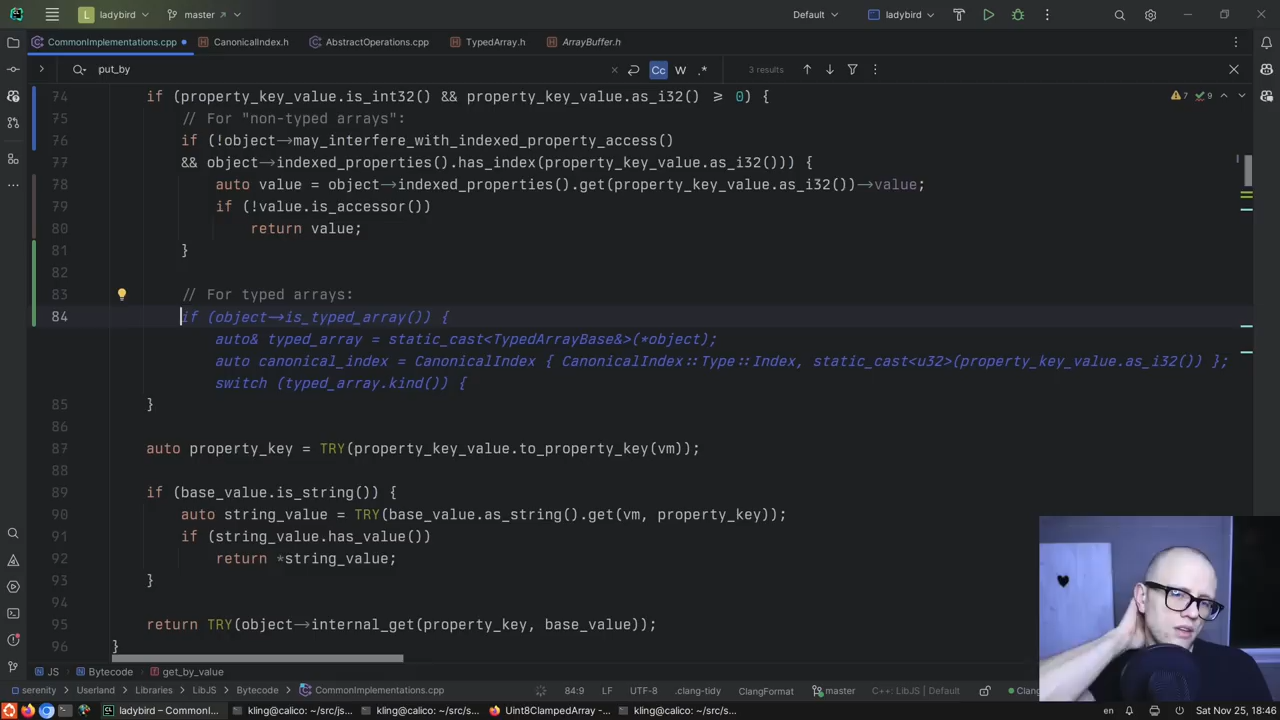 L ladybird master Default ladybird
CommonImplementations.cpp CanonicalIndex.h AbstractOperations.cpp TypedArray.h ArrayBuffer.h
put_by Cc W .* 3 results
74 if (property_key_value.is_int32() && property_key_value.as_i32() ≥ 0) { 7 9
75 // For "non-typed arrays":
76 if (!object→may_interfere_with_indexed_property_access()
77 && object→indexed_properties().has_index(property_key_value.as_i32())) {
78 auto value = object→indexed_properties().get(property_key_value.as_i32())→value;
79 if (!value.is_accessor())
80 return value;
81 }
82
83 // For typed arrays:
84 if (object→is_typed_array()) {
auto& typed_array = static_cast<TypedArrayBase&>(*object);
auto canonical_index = CanonicalIndex { CanonicalIndex::Type::Index, static_cast<u32>(property_key_value.as_i32()) };
switch (typed_array.kind()) {
85 }
86
87 auto property_key = TRY(property_key_value.to_property_key(vm));
88
89 if (base_value.is_string()) {
90 auto string_value = TRY(base_value.as_string().get(vm, property_key));
91 if (string_value.has_value())
92 return *string_value;
93 }
94
95 return TRY(object→internal_get(property_key, base_value));
96 }
JS Bytecode get_by_value
serenity Userland Libraries LibJS Bytecode CommonImplementations.cpp 84:9 LF UTF-8 .clang-tidy ClangFormat master C++: LibJS | Default Clan
ladybird – CommonI... kling@calico: ~/src/js... kling@calico: ~/src/s... Uint8ClampedArray -... kling@calico: ~/src/s... en Sat Nov 25, 18:46